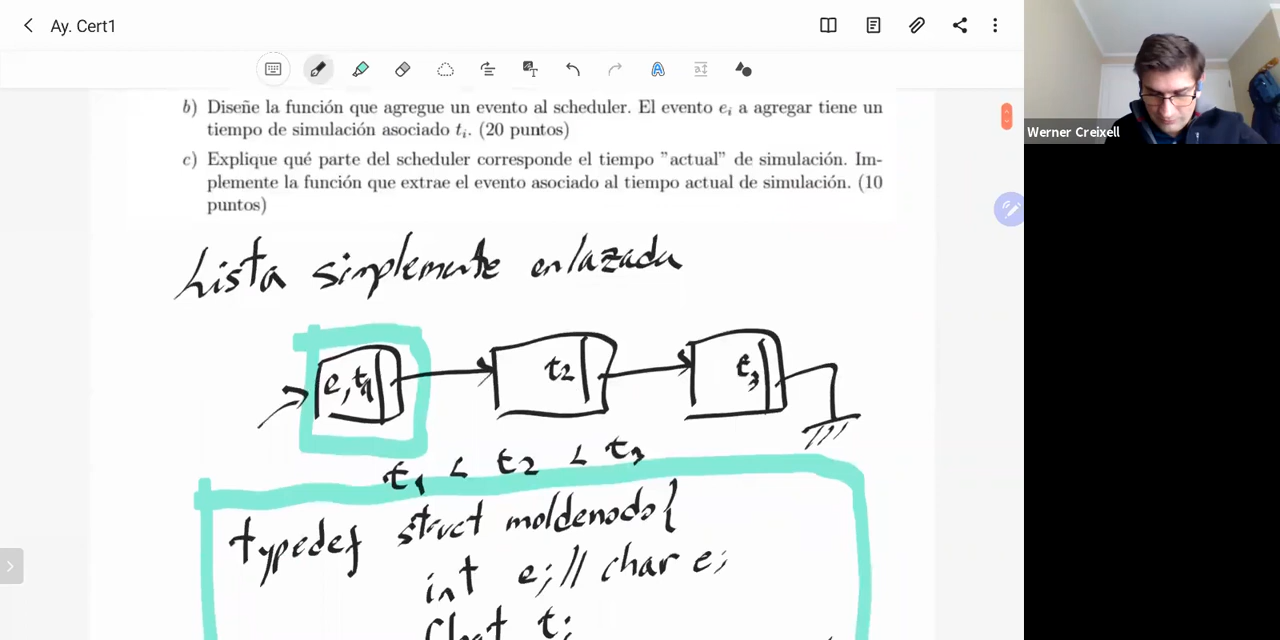 Ay. Cert1
Werner Creixell
b) Diseñe la función que agregue un evento al scheduler. El evento ei a agregar tiene un
tiempo de simulación asociado ti. (20 puntos)
c) Explique qué parte del scheduler corresponde el tiempo "actual" de simulación. Im-
plemente la función que extrae el evento asociado al tiempo actual de simulación. (10
puntos)
Lista simplemente enlazada
e, t1 t2 t3
t1 < t2 < t3
typedef struct moldenodo{
int e; // char e;
float t;